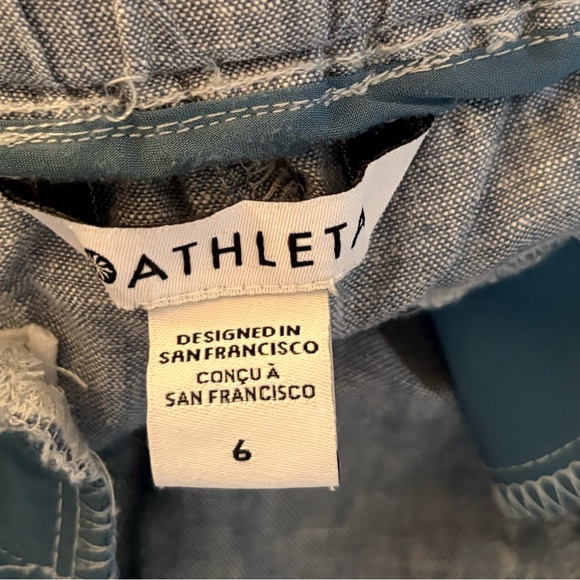 ATHLETA
DESIGNED IN
SAN FRANCISCO
CONÇU À
SAN FRANCISCO
6